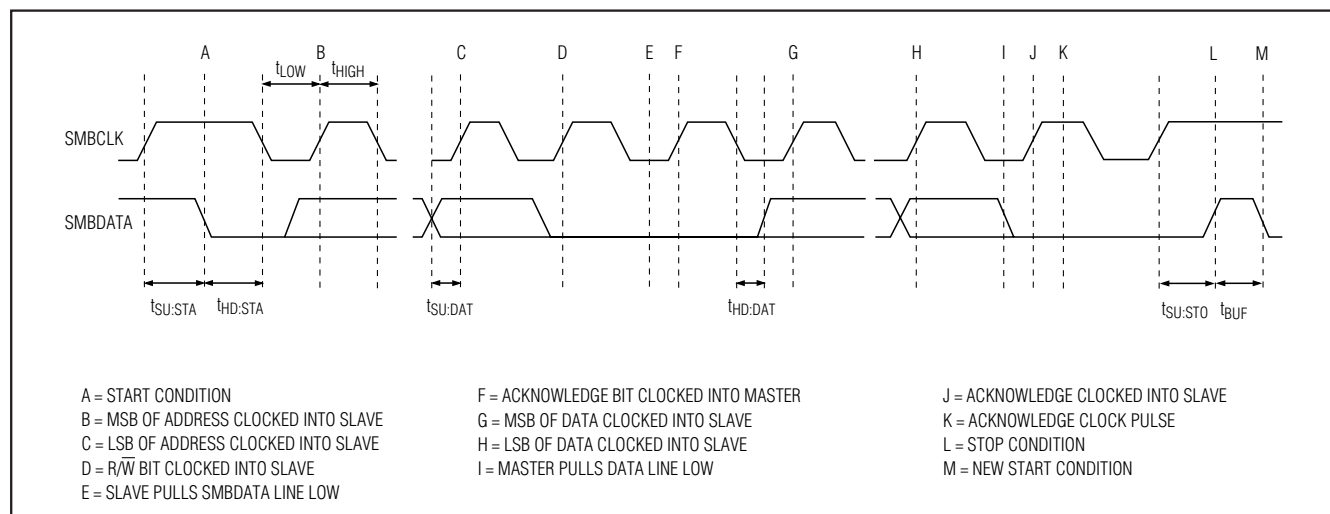 A B C D E F G H I J K L M
tLOW tHIGH
SMBCLK
SMBDATA
tSU:STA tHD:STA tSU:DAT tHD:DAT tSU:STO tBUF
A = START CONDITION
B = MSB OF ADDRESS CLOCKED INTO SLAVE
C = LSB OF ADDRESS CLOCKED INTO SLAVE
D = R/W̅ BIT CLOCKED INTO SLAVE
E = SLAVE PULLS SMBDATA LINE LOW
F = ACKNOWLEDGE BIT CLOCKED INTO MASTER
G = MSB OF DATA CLOCKED INTO SLAVE
H = LSB OF DATA CLOCKED INTO SLAVE
I = MASTER PULLS DATA LINE LOW
J = ACKNOWLEDGE CLOCKED INTO SLAVE
K = ACKNOWLEDGE CLOCK PULSE
L = STOP CONDITION
M = NEW START CONDITION